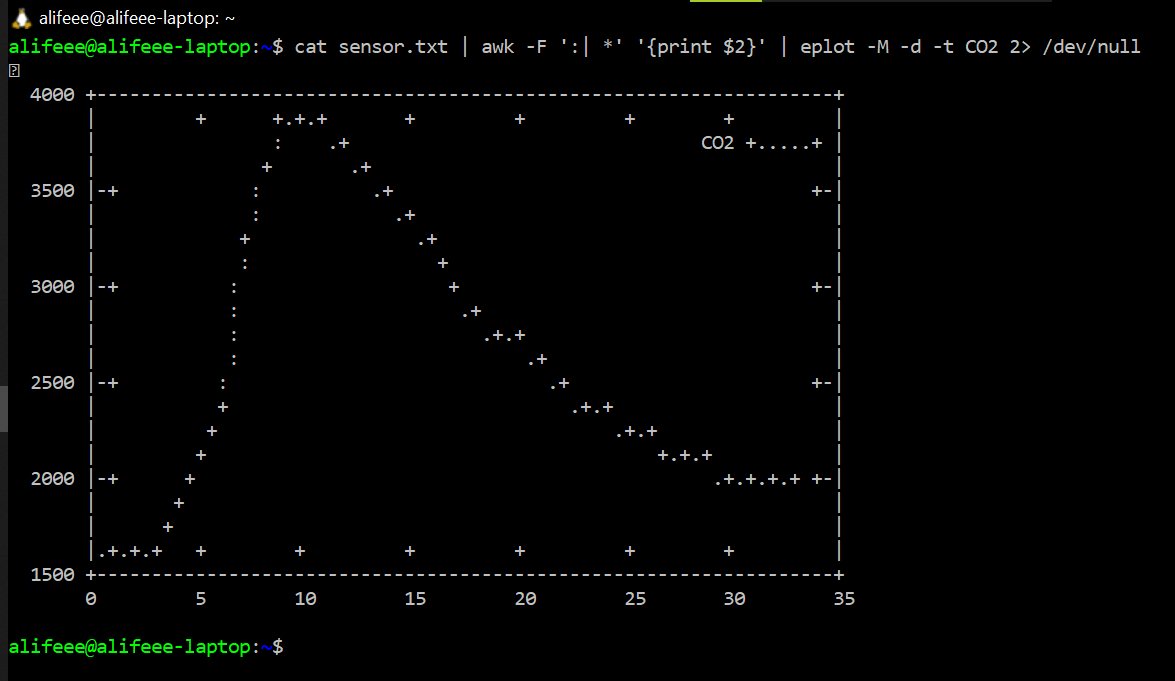 alifeee@alifeee-laptop: ~
alifeee@alifeee-laptop:~$ cat sensor.txt | awk -F ':| *' '{print $2}' | eplot -M -d -t CO2 2> /dev/null
4000 +-------------------------------------------------------------------+
| + +.+.+ + + + + |
| : .+ CO2 +.....+ |
| + .+ |
3500 |-+ : .+ +-|
| : .+ |
| + .+ |
| : + |
3000 |-+ : + +-|
| : .+ |
| : .+.+ |
| : .+ |
2500 |-+ : .+ +-|
| + .+.+ |
| + .+.+ |
| + +.+.+ |
2000 |-+ + .+.+.+.+ +-|
| + |
| + |
|.+.+.+ + + + + + + |
1500 +-------------------------------------------------------------------+
0 5 10 15 20 25 30 35
alifeee@alifeee-laptop:~$